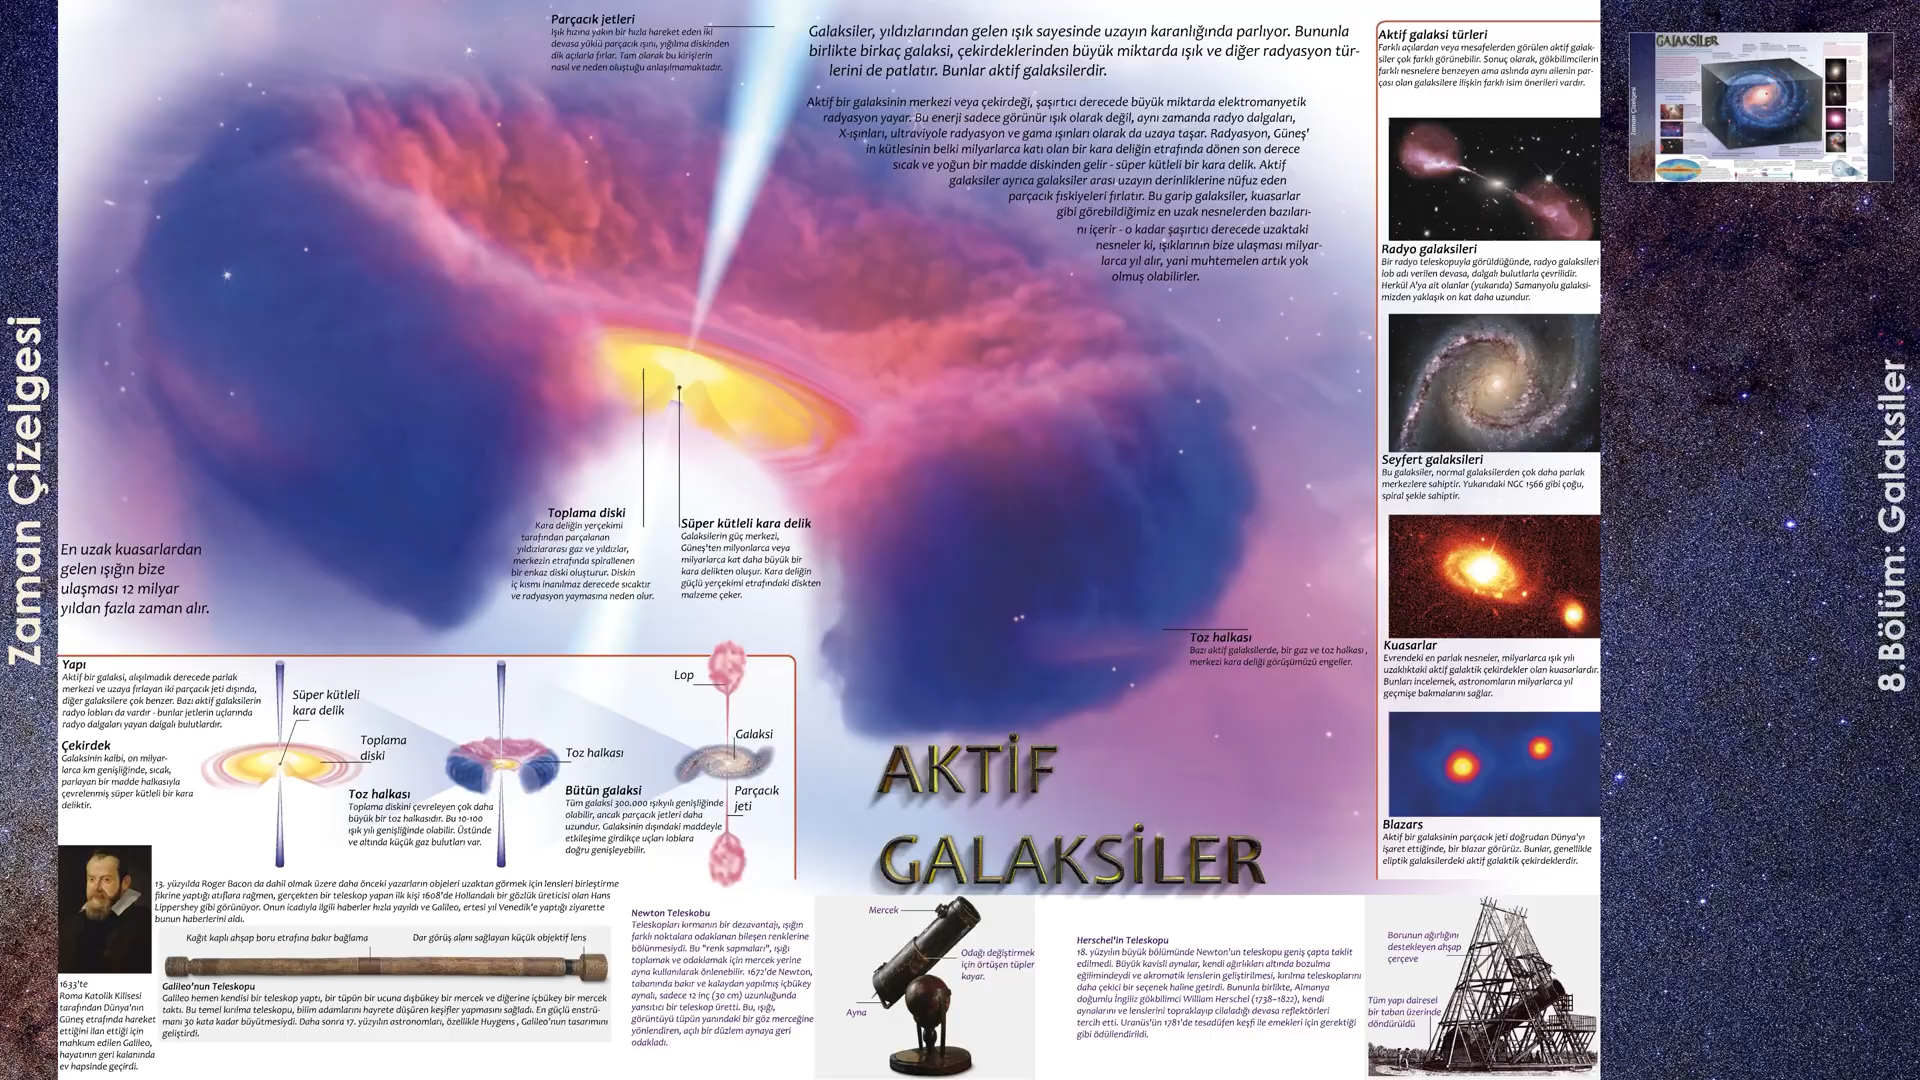 Zaman Çizelgesi
Parçacık jetleri
Işık hızına yakın bir hızla hareket eden iki
devasa yüklü parçacık ışını, yığılma diskinden
dik açılarla fırlar. Tam olarak bu kirişlerin
nasıl ve neden oluştuğu anlaşılmamaktadır.
Galaksiler, yıldızlarından gelen ışık sayesinde uzayın karanlığında parlıyor. Bununla
birlikte birkaç galaksi, çekirdeklerinden büyük miktarda ışık ve diğer radyasyon tür-
lerini de patlatır. Bunlar aktif galaksilerdir.
Aktif bir galaksinin merkezi veya çekirdeği, şaşırtıcı derecede büyük miktarda elektromanyetik
radyasyon yayar. Bu enerji sadece görünür ışık olarak değil, aynı zamanda radyo dalgaları,
X-ışınları, ultraviyole radyasyon ve gama ışınları olarak da uzaya taşar. Radyasyon, Güneş'
in kütlesinin belki milyarlarca katı olan bir kara deliğin etrafında dönen son derece
sıcak ve yoğun bir madde diskinden gelir - süper kütleli bir kara delik. Aktif
galaksiler ayrıca galaksiler arası uzayın derinliklerine nüfuz eden
parçacık fıskiyeleri fırlatır. Bu garip galaksiler, kuasarlar
gibi görebildiğimiz en uzak nesnelerden bazıları-
nı içerir - o kadar şaşırtıcı derecede uzaktaki
nesneler ki, ışıklarının bize ulaşması milyar-
larca yıl alır, yani muhtemelen artık yok
olmuş olabilirler.
Toplama diski
Kara deliğin yerçekimi
tarafından parçalanan
yıldızlararası gaz ve yıldızlar,
merkezin etrafında spirallenen
bir enkaz diski oluşturur. Diskin
iç kısmı inanılmaz derecede sıcaktır
ve radyasyon yaymasına neden olur.
Süper kütleli kara delik
Galaksilerin güç merkezi,
Güneş'ten milyonlarca veya
milyarlarca kat daha büyük bir
kara delikten oluşur. Kara deliğin
güçlü yerçekimi etrafındaki diskten
malzeme çeker.
En uzak kuasarlardan
gelen ışığın bize
ulaşması 12 milyar
yıldan fazla zaman alır.
Toz halkası
Bazı aktif galaksilerde, bir gaz ve toz halkası,
merkezi kara deliği görüşümüzü engeller.
Yapı
Aktif bir galaksi, alışılmadık derecede parlak
merkezi ve uzaya fırlayan iki parçacık jeti dışında,
diğer galaksilere çok benzer. Bazı aktif galaksilerin
radyo lobları da vardır - bunlar jetlerin uçlarında
radyo dalgaları yayan dalgalı bulutlardır.
Çekirdek
Galaksinin kalbi, on milyar-
larca km genişliğinde, sıcak,
parlayan bir madde halkasıyla
çevrelenmiş süper kütleli bir kara
deliktir.
Süper kütleli
kara delik
Toplama
diski
Toz halkası
Toplama diskini çevreleyen çok daha
büyük bir toz halkasıdır. Bu 10-100
ışık yılı genişliğinde olabilir. Üstünde
ve altında küçük gaz bulutları var.
Toz halkası
Bütün galaksi
Tüm galaksi 300.000 ışıkyılı genişliğinde
olabilir, ancak parçacık jetleri daha
uzundur. Galaksinin dışındaki maddeyle
etkileşime girdikçe uçları loblara
doğru genişleyebilir.
Lop
Galaksi
Parçacık
jeti
AKTİF
GALAKSİLER
Aktif galaksi türleri
Farklı açılardan veya mesafelerden görülen aktif galak-
siler çok farklı görünebilir. Sonuç olarak, gökbilimcilerin
farklı nesnelere benzeyen ama aslında aynı ailenin par-
çası olan galaksilere ilişkin farklı isim önerileri vardır.
Radyo galaksileri
Bir radyo teleskopuyla görüldüğünde, radyo galaksileri
lob adı verilen devasa, dalgalı bulutlarla çevrilidir.
Herkül A'ya ait olanlar (yukarıda) Samanyolu galaksi-
mizden yaklaşık on kat daha uzundur.
Seyfert galaksileri
Bu galaksiler, normal galaksilerden çok daha parlak
merkezlere sahiptir. Yukarıdaki NGC 1566 gibi çoğu,
spiral şekle sahiptir.
Kuasarlar
Evrendeki en parlak nesneler, milyarlarca ışık yılı
uzaklıktaki aktif galaktik çekirdekler olan kuasarlardır.
Bunları incelemek, astronomların milyarlarca yıl
geçmişe bakmalarını sağlar.
Blazars
Aktif bir galaksinin parçacık jeti doğrudan Dünya'yı
işaret ettiğinde, bir blazar görürüz. Bunlar, genellikle
eliptik galaksilerdeki aktif galaktik çekirdeklerdir.
1633'te
Roma Katolik Kilisesi
tarafından Dünya'nın
Güneş etrafında hareket
ettiğini ilan ettiği için
mahkum edilen Galileo,
hayatının geri kalanında
ev hapsinde geçirdi.
13. yüzyılda Roger Bacon da dahil olmak üzere daha önceki yazarların objeleri uzaktan görmek için lensleri birleştirme
fikrine yaptığı atıflara rağmen, gerçekten bir teleskop yapan ilk kişi 1608'de Hollandalı bir gözlük üreticisi olan Hans
Lippershey gibi görünüyor. Onun icadıyla ilgili haberler hızla yayıldı ve Galileo, ertesi yıl Venedik'e yaptığı ziyarette
bunun haberlerini aldı.
Kağıt kaplı ahşap boru etrafına bakır bağlama
Dar görüş alanı sağlayan küçük objektif lens
Galileo'nun Teleskopu
Galileo hemen kendisi bir teleskop yaptı, bir tüpün bir ucuna dışbükey bir mercek ve diğerine içbükey bir mercek
taktı. Bu temel kırılma teleskopu, bilim adamlarını hayrete düşüren keşifler yapmasını sağladı. En güçlü enstrü-
manı 30 kata kadar büyütmesiydi. Daha sonra 17. yüzyılın astronomları, özellikle Huygens , Galileo'nun tasarımını
geliştirdi.
Newton Teleskobu
Teleskopları kırmanın bir dezavantajı, ışığın
farklı noktalara odaklanan bileşen renklerine
bölünmesiydi. Bu "renk sapmaları", ışığı
toplamak ve odaklamak için mercek yerine
ayna kullanılarak önlenebilir. 1672'de Newton,
tabanında bakır ve kalaydan yapılmış içbükey
aynalı, sadece 12 inç (30 cm) uzunluğunda
yansıtıcı bir teleskop üretti. Bu, ışığı,
görüntüyü tüpün yanındaki bir göz merceğine
yönlendiren, açılı bir düzlem aynaya geri
odakladı.
Mercek
Odağı değiştirmek
için örtüşen tüpler
kayar.
Ayna
Herschel'in Teleskopu
18. yüzyılın büyük bölümünde Newton'un teleskopu geniş çapta taklit
edilmedi. Büyük kavisli aynalar, kendi ağırlıkları altında bozulma
eğilimindeydi ve akromatik lenslerin geliştirilmesi, kırılma teleskoplarını
daha çekici bir seçenek haline getirdi. Bununla birlikte, Almanya
doğumlu İngiliz gökbilimci William Herschel (1738–1822), kendi
aynalarını ve lenslerini topraklayıp cilaladığı devasa reflektörleri
tercih etti. Uranüs'ün 1781'de tesadüfen keşfi ile emekleri için gerektiği
gibi ödüllendirildi.
Borunun ağırlığını
destekleyen ahşap
çerçeve
Tüm yapı dairesel
bir taban üzerinde
döndürüldü
GALAKSİLER
8.Bölüm: Galaksiler